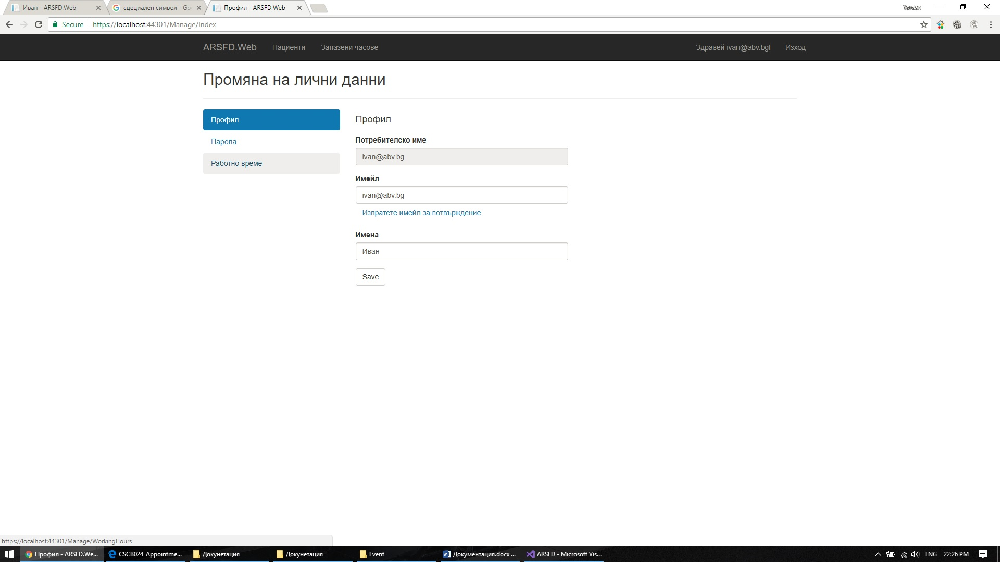 Иван - ARSFD.Web
сцециален символ - Go
Профил - ARSFD.Web
Yordan
Secure
https://localhost:44301/Manage/Index
ARSFD.Web
Пациенти
Запазени часове
Здравей ivan@abv.bg!
Изход
Промяна на лични данни
Профил
Парола
Работно време
Профил
Потребителско име
ivan@abv.bg
Имейл
ivan@abv.bg
Изпратете имейл за потвърждение
Имена
Иван
Save
https://localhost:44301/Manage/WorkingHours
Профил - ARSFD.We...
CSCB024_Appointme...
Докунетация
Докунетация
Event
Документация.docx ...
ARSFD - Microsoft Vis...
ENG
22:26 PM